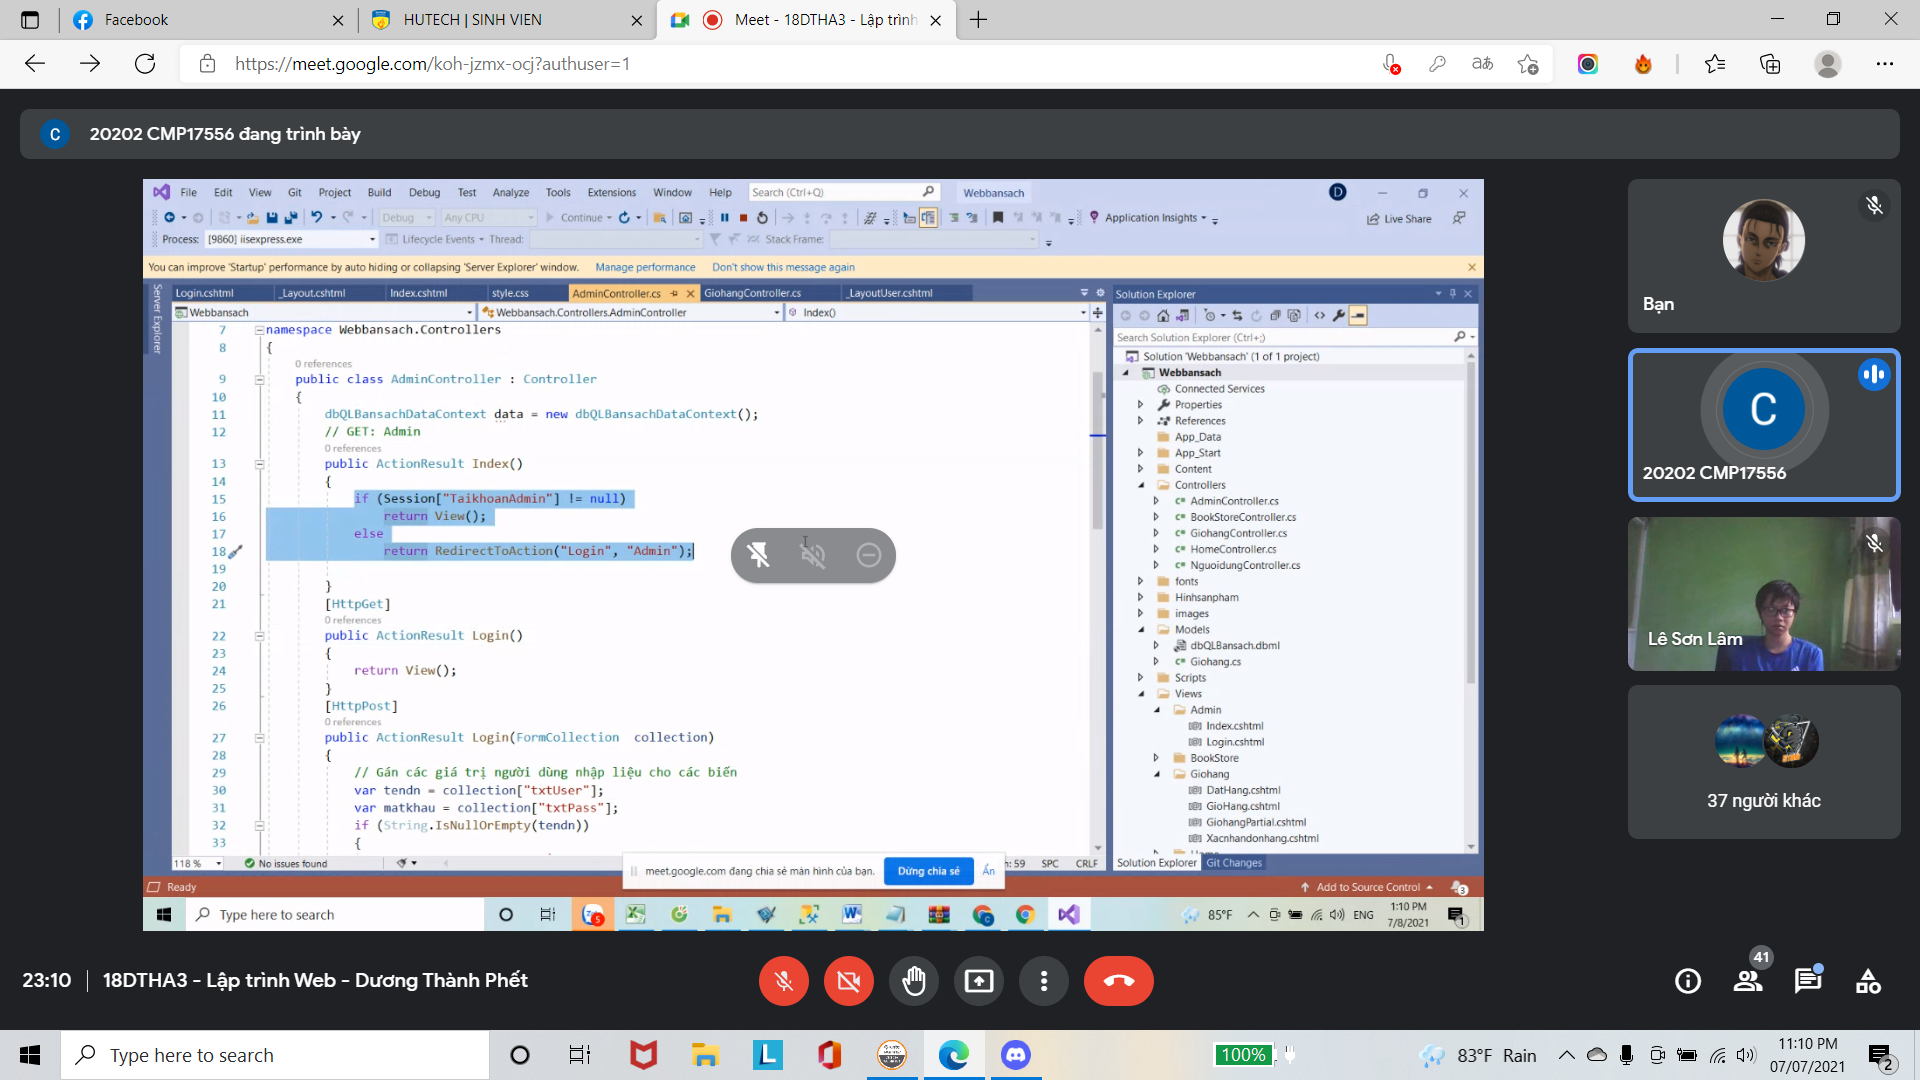 Facebook
HUTECH | SINH VIEN
Meet - 18DTHA3 - Lập trình
https://meet.google.com/koh-jzmx-ocj?authuser=1
C 20202 CMP17556 đang trình bày
File Edit View Git Project Build Debug Test Analyze Tools Extensions Window Help Search (Ctrl+Q) Webbansach D
Debug Any CPU Continue Application Insights Live Share
Process: [9860] iisexpress.exe Lifecycle Events Thread: Stack Frame:
You can improve 'Startup' performance by auto hiding or collapsing 'Server Explorer' window. Manage performance Don't show this message again
Server Explorer
Login.cshtml _Layout.cshtml Index.cshtml style.css AdminController.cs GiohangController.cs _LayoutUser.cshtml
Webbansach Webbansach.Controllers.AdminController Index()
7 namespace Webbansach.Controllers
8 {
0 references
9 public class AdminController : Controller
10 {
11 dbQLBansachDataContext data = new dbQLBansachDataContext();
12 // GET: Admin
0 references
13 public ActionResult Index()
14 {
15 if (Session["TaikhoanAdmin"] != null)
16 return View();
17 else
18 return RedirectToAction("Login", "Admin");
19
20 }
21 [HttpGet]
0 references
22 public ActionResult Login()
23 {
24 return View();
25 }
26 [HttpPost]
0 references
27 public ActionResult Login(FormCollection collection)
28 {
29 // Gán các giá trị người dùng nhập liệu cho các biến
30 var tendn = collection["txtUser"];
31 var matkhau = collection["txtPass"];
32 if (String.IsNullOrEmpty(tendn))
33 {
118 % No issues found
:59 SPC CRLF
Solution Explorer
Search Solution Explorer (Ctrl+;)
Solution 'Webbansach' (1 of 1 project)
Webbansach
Connected Services
Properties
References
App_Data
App_Start
Content
Controllers
AdminController.cs
BookStoreController.cs
GiohangController.cs
HomeController.cs
NguoidungController.cs
fonts
Hinhsanpham
images
Models
dbQLBansach.dbml
Giohang.cs
Scripts
Views
Admin
Index.cshtml
Login.cshtml
BookStore
Giohang
DatHang.cshtml
GioHang.cshtml
GiohangPartial.cshtml
Xacnhandonhang.cshtml
Solution Explorer Git Changes
meet.google.com đang chia sẻ màn hình của bạn. Dừng chia sẻ Ẩn
Ready Add to Source Control 3
Type here to search 85°F ENG 1:10 PM
7/8/2021 1
Bạn
C
20202 CMP17556
Lê Sơn Lâm
37 người khác
23:10 18DTHA3 - Lập trình Web - Dương Thành Phết 41
Type here to search 100% 83°F Rain 11:10 PM
07/07/2021 2